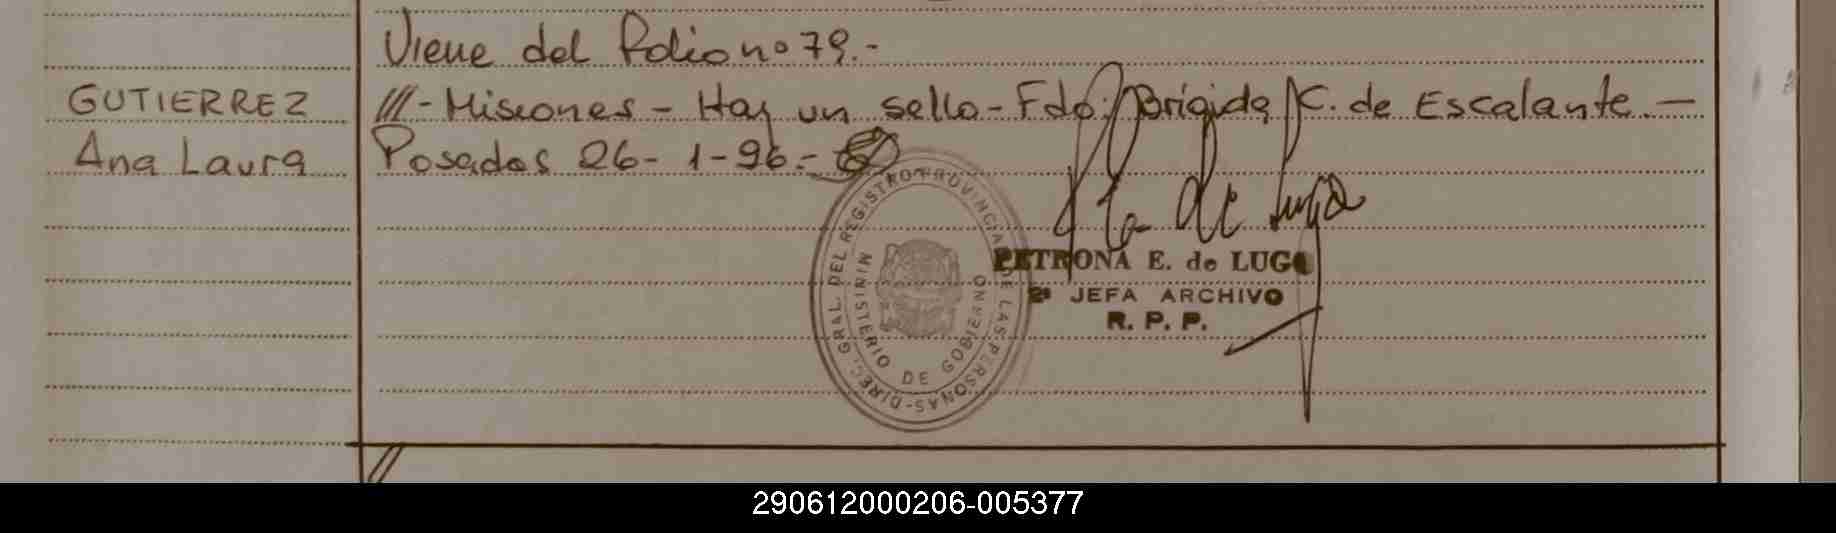 Viene del Folio nº 79.-
GUTIERREZ
///- Misiones - Hay un sello - Fdo: Brigida C. de Escalante. —
Ana Laura
Posadas 26- 1-96.-
DIREC. GRAL. DEL REGISTRO PROVINCIAL DE LAS PERSONAS-
MINISTERIO DE GOBIERNO
P. E. de Lugo
PETRONA E. de LUGO
2ª JEFA ARCHIVO
R. P. P.
//
290612000206-005377